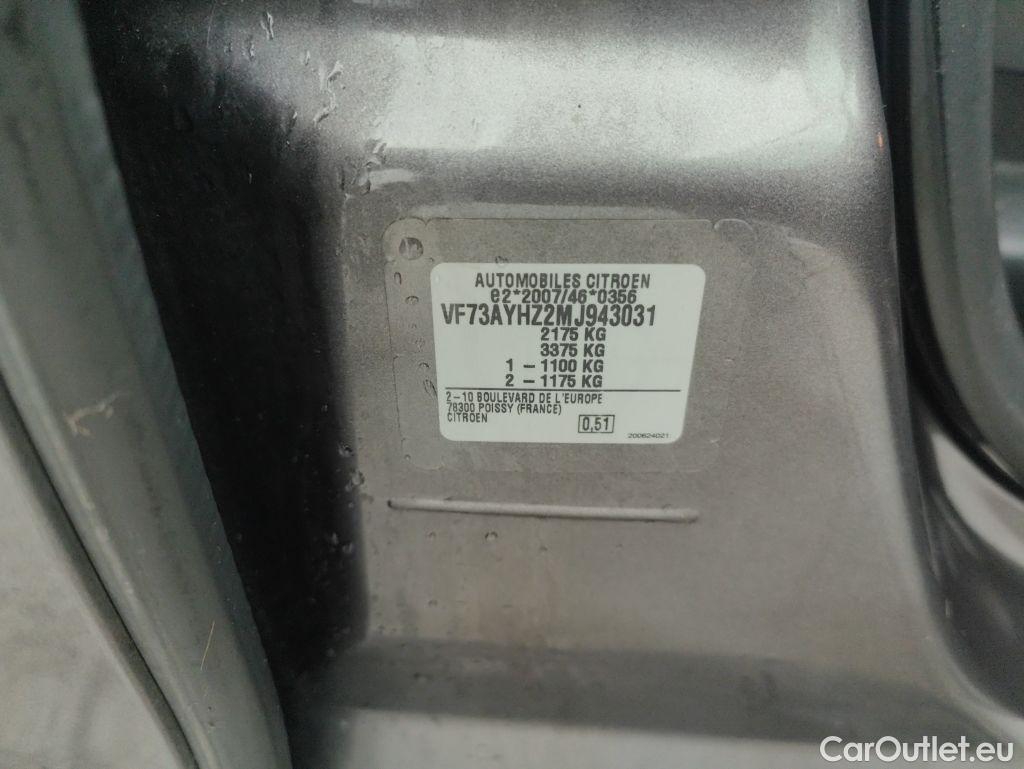 AUTOMOBILES CITROEN
e2*2007/46*0356
VF73AYHZ2MJ943031
2175 KG
3375 KG
1 - 1100 KG
2 - 1175 KG
2-10 BOULEVARD DE L'EUROPE
78300 POISSY (FRANCE)
CITROEN
0,51
200624021
CarOutlet.eu